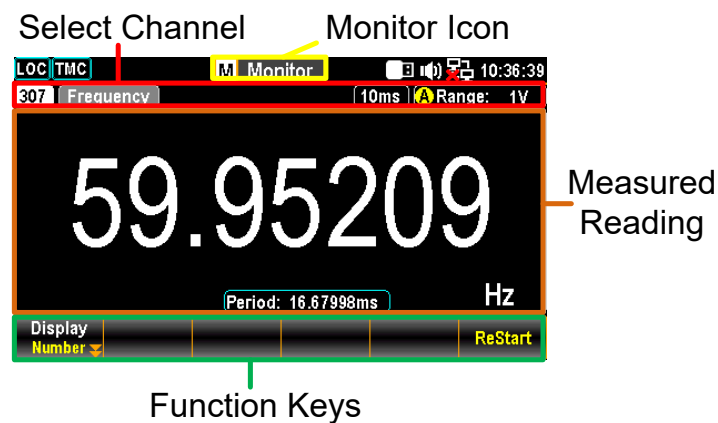 Select Channel Monitor Icon
LOC TMC M Monitor 10:36:39
307 Frequency 10ms A Range: 1V
59.95209
Measured
Reading
Period: 16.67998ms Hz
Display
Number ReStart
Function Keys